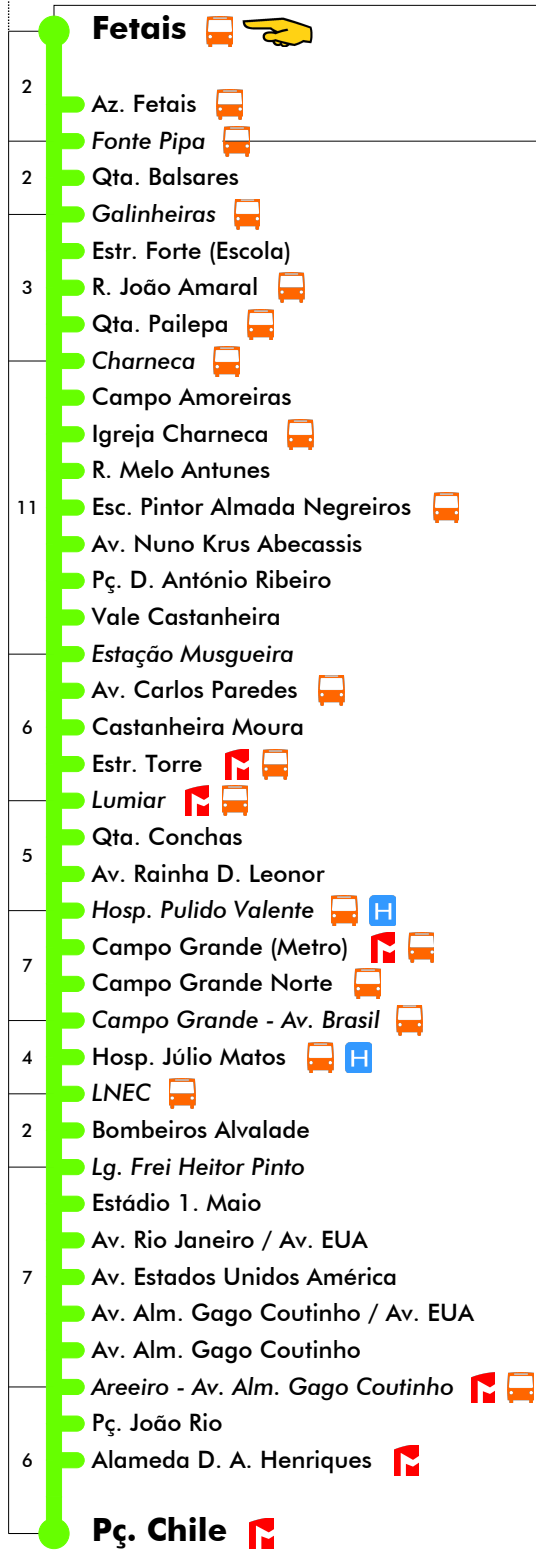 Fetais
2
Az. Fetais
Fonte Pipa
2
Qta. Balsares
Galinheiras
Estr. Forte (Escola)
3
R. João Amaral
Qta. Pailepa
Charneca
Campo Amoreiras
Igreja Charneca
R. Melo Antunes
11
Esc. Pintor Almada Negreiros
Av. Nuno Krus Abecassis
Pç. D. António Ribeiro
Vale Castanheira
Estação Musgueira
Av. Carlos Paredes
6
Castanheira Moura
Estr. Torre
Lumiar
Qta. Conchas
5
Av. Rainha D. Leonor
Hosp. Pulido Valente H
Campo Grande (Metro)
7
Campo Grande Norte
Campo Grande - Av. Brasil
4
Hosp. Júlio Matos H
LNEC
2
Bombeiros Alvalade
Lg. Frei Heitor Pinto
Estádio 1. Maio
Av. Rio Janeiro / Av. EUA
7
Av. Estados Unidos América
Av. Alm. Gago Coutinho / Av. EUA
Av. Alm. Gago Coutinho
Areeiro - Av. Alm. Gago Coutinho
Pç. João Rio
6
Alameda D. A. Henriques
Pç. Chile